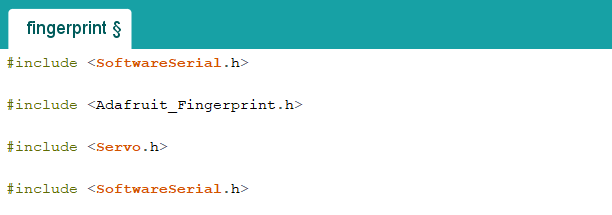 fingerprint §
#include <SoftwareSerial.h>
#include <Adafruit_Fingerprint.h>
#include <Servo.h>
#include <SoftwareSerial.h>